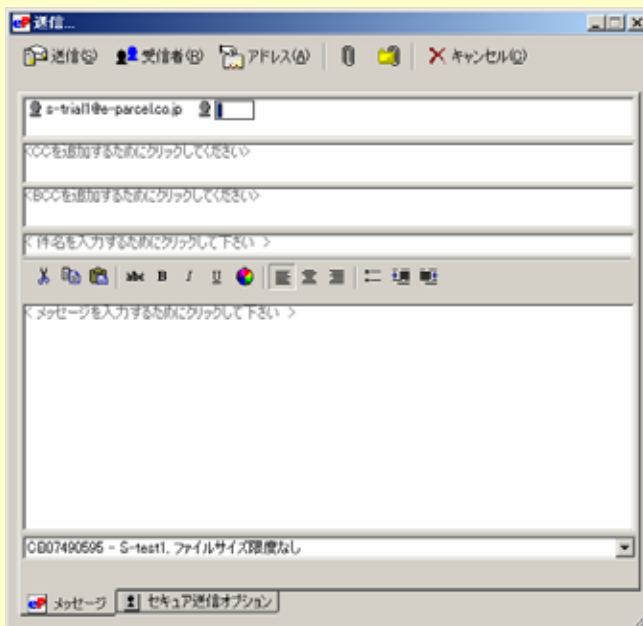 eP 送信...
送信(S) 受信者(R) アドレス(A) キャンセル(C)
s-trial1@e-parcel.co.jp
<CCを追加するためにクリックしてください>
<BCCを追加するためにクリックしてください>
< 件名を入力するためにクリックして下さい >
abc B I U
< メッセージを入力するためにクリックして下さい >
CB07490595 - S-test1, ファイルサイズ限度なし
eP メッセージ セキュア送信オプション